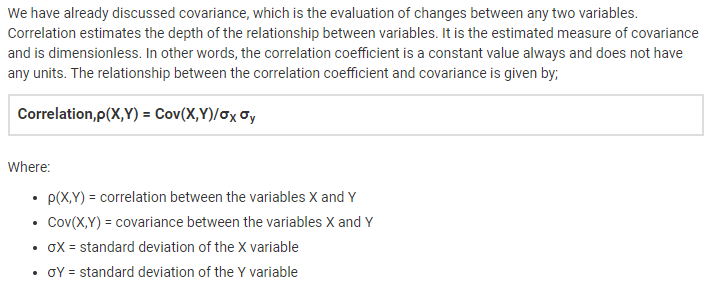 We have already discussed covariance, which is the evaluation of changes between any two variables.
Correlation estimates the depth of the relationship between variables. It is the estimated measure of covariance
and is dimensionless. In other words, the correlation coefficient is a constant value always and does not have
any units. The relationship between the correlation coefficient and covariance is given by;
Correlation,ρ(X,Y) = Cov(X,Y)/σX σy
Where:
• ρ(X,Y) = correlation between the variables X and Y
• Cov(X,Y) = covariance between the variables X and Y
• σX = standard deviation of the X variable
• σY = standard deviation of the Y variable